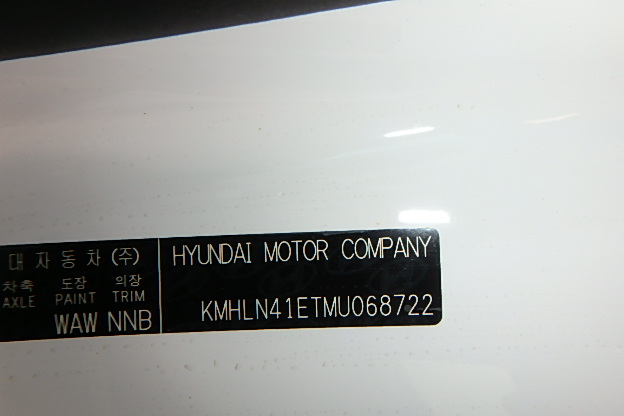 대자동차(주)
차축 도장 의장
AXLE PAINT TRIM
WAW NNB
HYUNDAI MOTOR COMPANY
KMHLN41ETMU068722